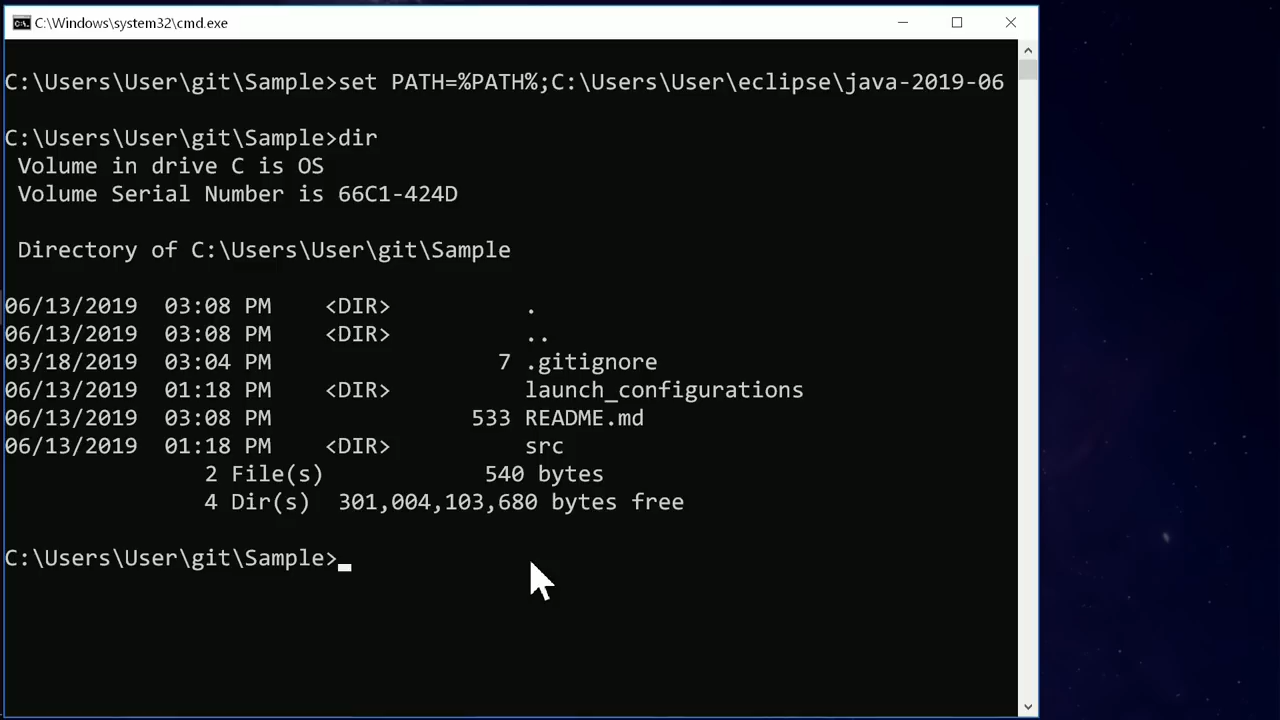 C:\Windows\system32\cmd.exe
C:\Users\User\git\Sample>set PATH=%PATH%;C:\Users\User\eclipse\java-2019-06
C:\Users\User\git\Sample>dir
 Volume in drive C is OS
 Volume Serial Number is 66C1-424D
 Directory of C:\Users\User\git\Sample
06/13/2019  03:08 PM    <DIR>          .
06/13/2019  03:08 PM    <DIR>          ..
03/18/2019  03:04 PM                 7 .gitignore
06/13/2019  01:18 PM    <DIR>          launch_configurations
06/13/2019  03:08 PM               533 README.md
06/13/2019  01:18 PM    <DIR>          src
               2 File(s)            540 bytes
               4 Dir(s)  301,004,103,680 bytes free
C:\Users\User\git\Sample>